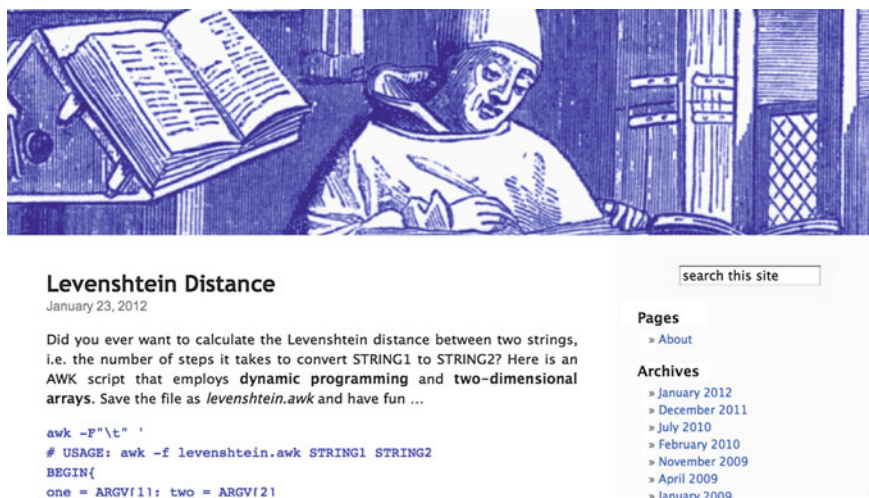 Levenshtein Distance
January 23, 2012
Did you ever want to calculate the Levenshtein distance between two strings,
i.e. the number of steps it takes to convert STRING1 to STRING2? Here is an
AWK script that employs dynamic programming and two-dimensional
arrays. Save the file as levenshtein.awk and have fun ...
awk -F"\t" '
# USAGE: awk -f levenshtein.awk STRING1 STRING2
BEGIN{
one = ARGV[1]; two = ARGV[2]
search this site
Pages
» About
Archives
» January 2012
» December 2011
» July 2010
» February 2010
» November 2009
» April 2009
» January 2009